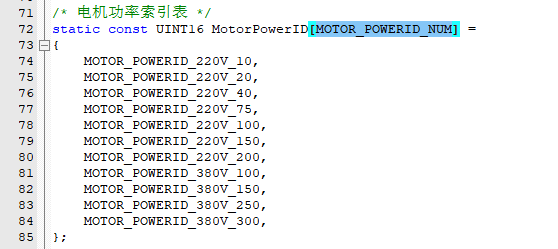 71 /* 电机功率索引表 */
72 static const UINT16 MotorPowerID[MOTOR_POWERID_NUM] =
73 {
74 MOTOR_POWERID_220V_10,
75 MOTOR_POWERID_220V_20,
76 MOTOR_POWERID_220V_40,
77 MOTOR_POWERID_220V_75,
78 MOTOR_POWERID_220V_100,
79 MOTOR_POWERID_220V_150,
80 MOTOR_POWERID_220V_200,
81 MOTOR_POWERID_380V_100,
82 MOTOR_POWERID_380V_150,
83 MOTOR_POWERID_380V_250,
84 MOTOR_POWERID_380V_300,
85 };